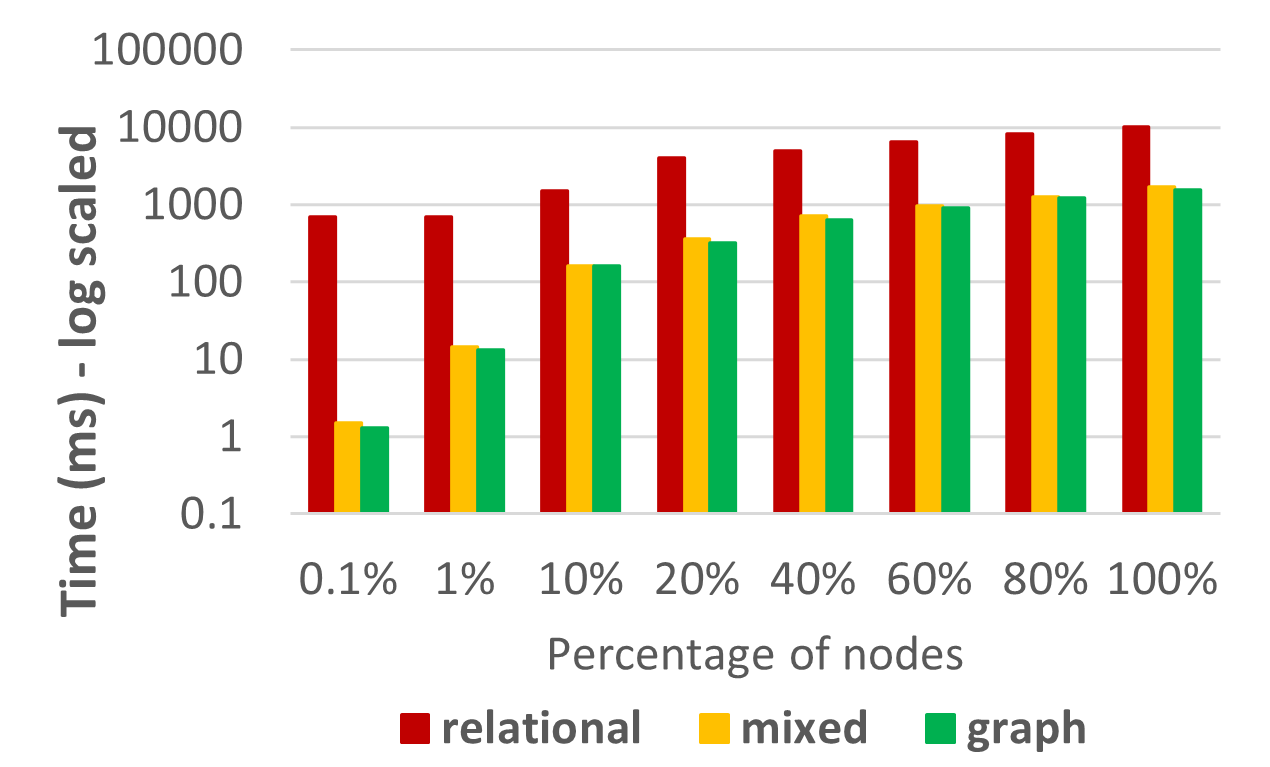 100000
10000
1000
100
10
1
0.1
Time (ms) - log scaled
0.1% 1% 10% 20% 40% 60% 80% 100%
Percentage of nodes
relational mixed graph